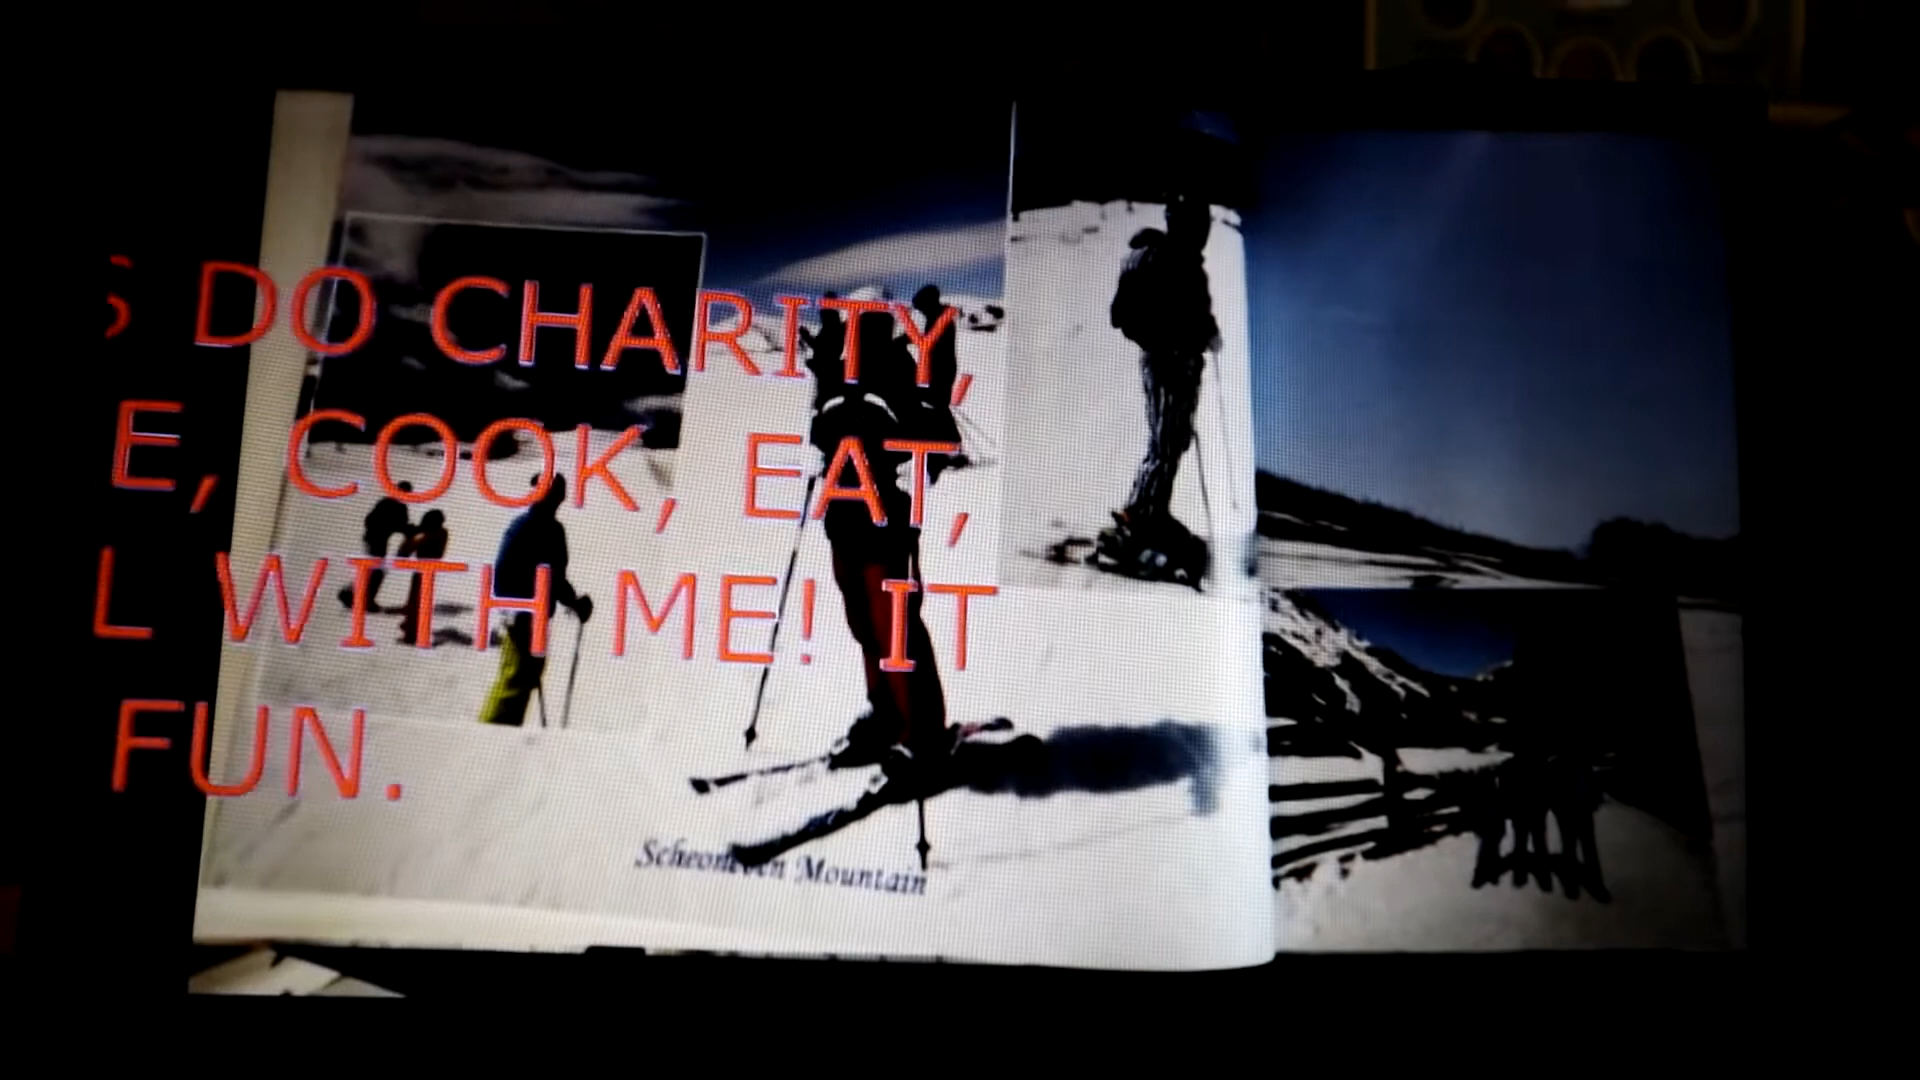 S DO CHARITY,
E, COOK, EAT,
L WITH ME! IT
FUN.
Mountain